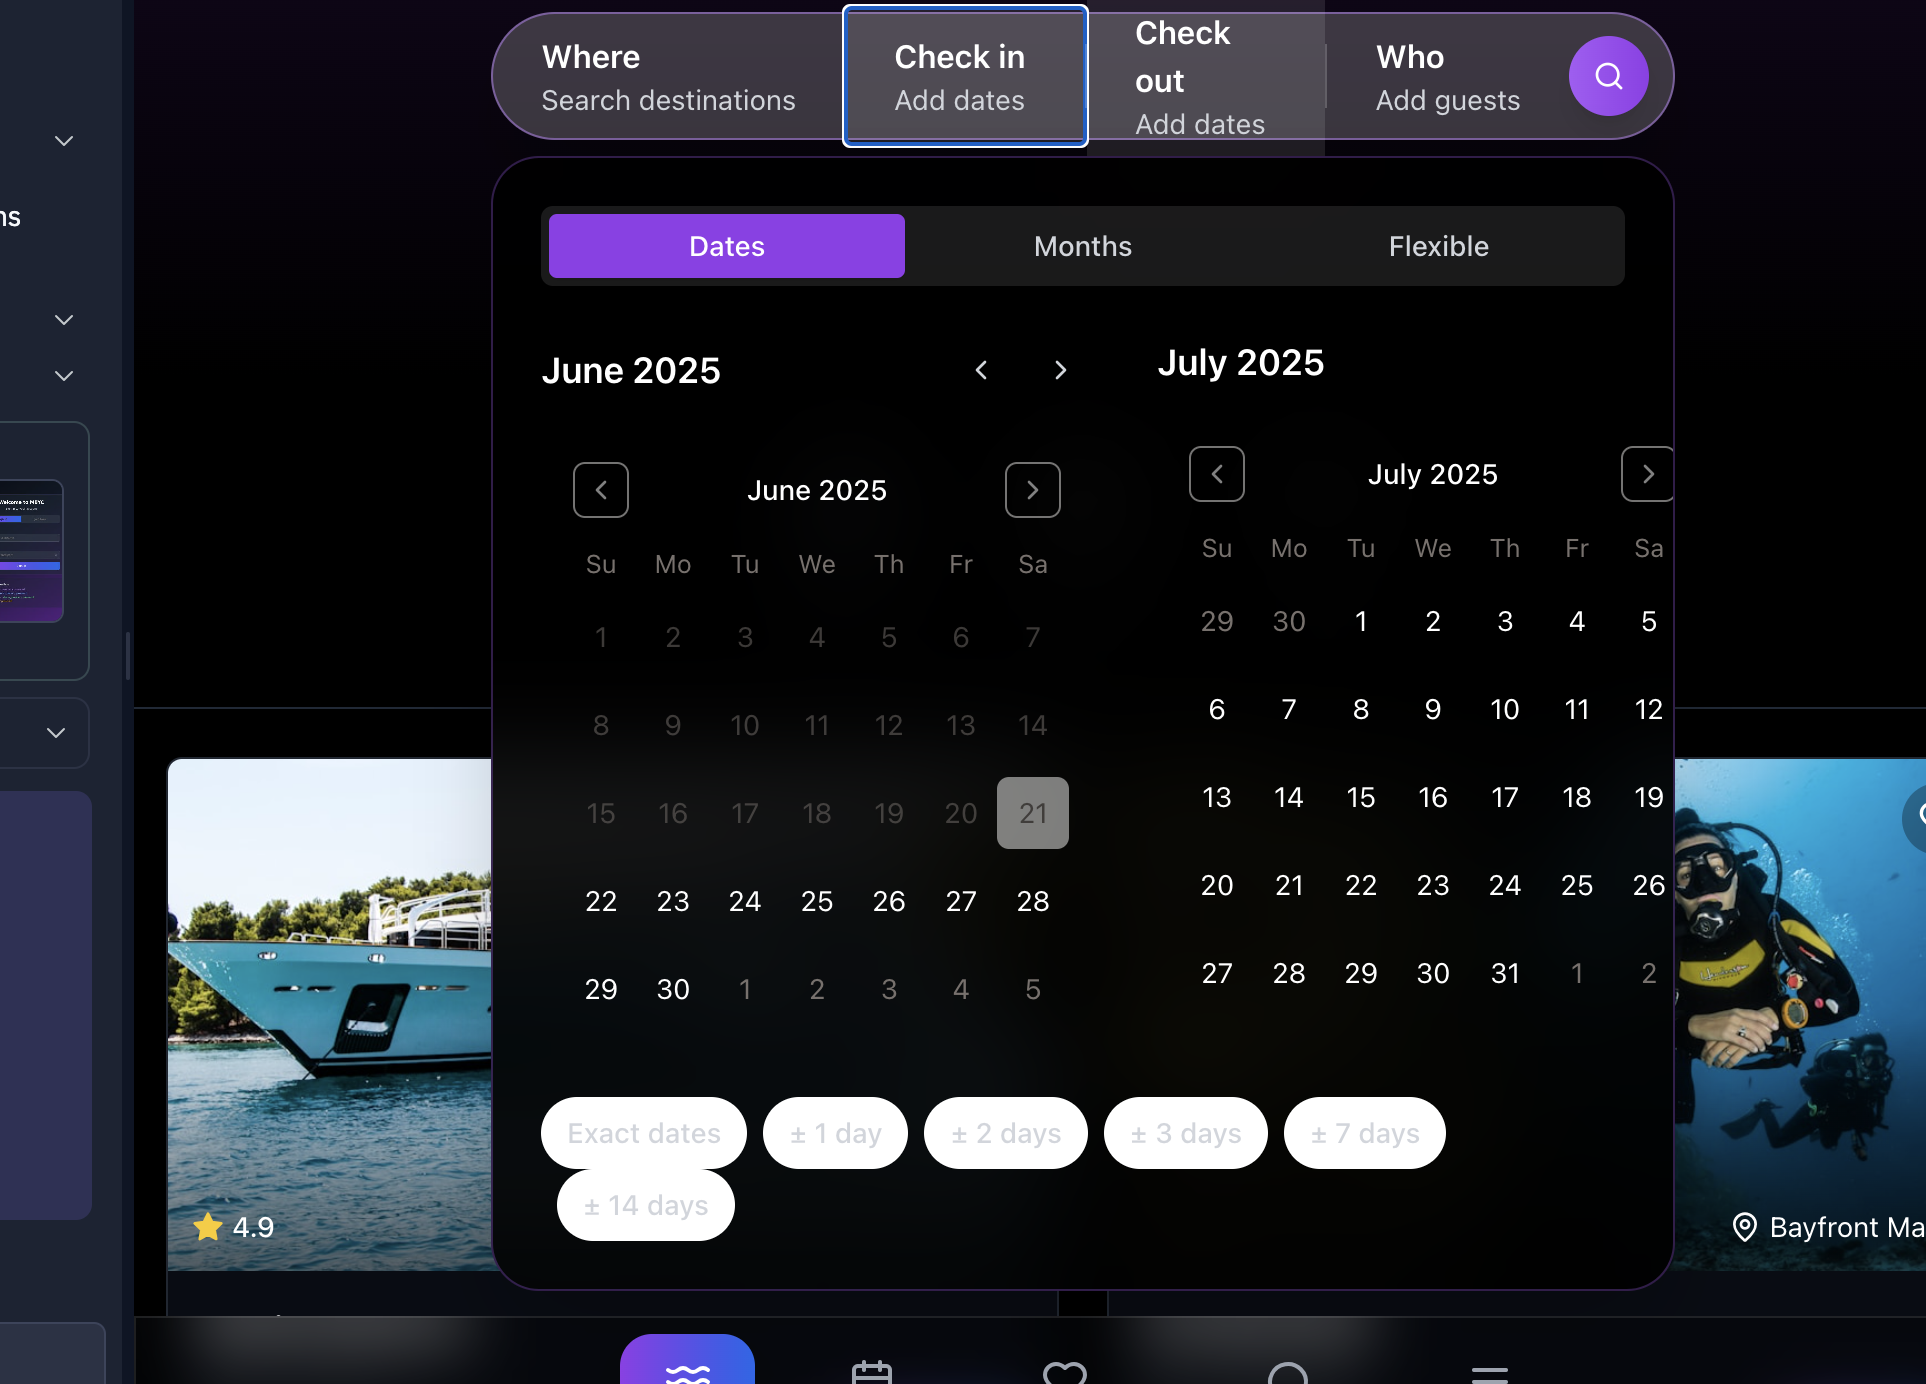 Where
Search destinations
Check in
Add dates
Check
out
Add dates
Who
Add guests
ns
Dates
Months
Flexible
June 2025
July 2025
June 2025
Su Mo Tu We Th Fr Sa
1 2 3 4 5 6 7
8 9 10 11 12 13 14
15 16 17 18 19 20 21
22 23 24 25 26 27 28
29 30 1 2 3 4 5
July 2025
Su Mo Tu We Th Fr Sa
29 30 1 2 3 4 5
6 7 8 9 10 11 12
13 14 15 16 17 18 19
20 21 22 23 24 25 26
27 28 29 30 31 1 2
Exact dates
± 1 day
± 2 days
± 3 days
± 7 days
± 14 days
4.9
Bayfront Ma